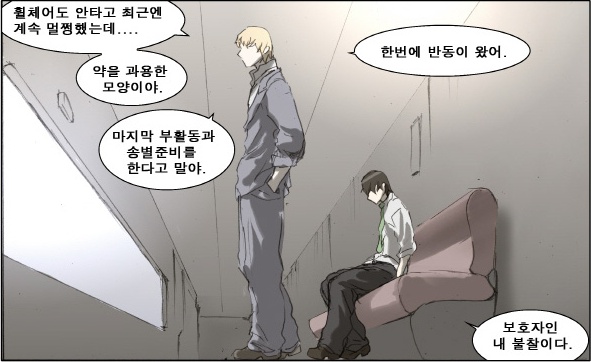 휠체어도 안타고 최근엔
계속 멀쩡했는데....
약을 과용한
모양이야.
마지막 부활동과
송별준비를
한다고 말야.
한번에 반동이 왔어.
보호자인
내 불찰이다.